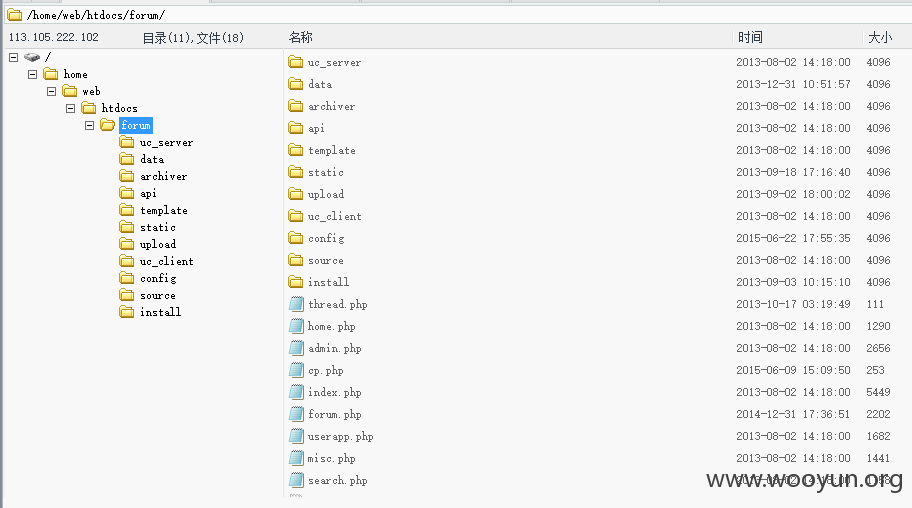 /home/web/htdocs/forum/
113.105.222.102 目录(11),文件(18) 名称 时间 大小
/
home
web
htdocs
forum
uc_server
data
archiver
api
template
static
upload
uc_client
config
source
install
uc_server 2013-08-02 14:18:00 4096
data 2013-12-31 10:51:57 4096
archiver 2013-08-02 14:18:00 4096
api 2013-08-02 14:18:00 4096
template 2013-08-02 14:18:00 4096
static 2013-09-18 17:16:40 4096
upload 2013-09-02 18:00:02 4096
uc_client 2013-08-02 14:18:00 4096
config 2015-06-22 17:55:35 4096
source 2013-08-02 14:18:00 4096
install 2013-09-03 10:15:10 4096
thread.php 2013-10-17 03:19:49 111
home.php 2013-08-02 14:18:00 1290
admin.php 2013-08-02 14:18:00 2656
cp.php 2015-06-09 15:09:50 253
index.php 2013-08-02 14:18:00 5449
forum.php 2014-12-31 17:36:51 2202
userapp.php 2013-08-02 14:18:00 1682
misc.php 2013-08-02 14:18:00 1441
search.php
www.wooyun.org